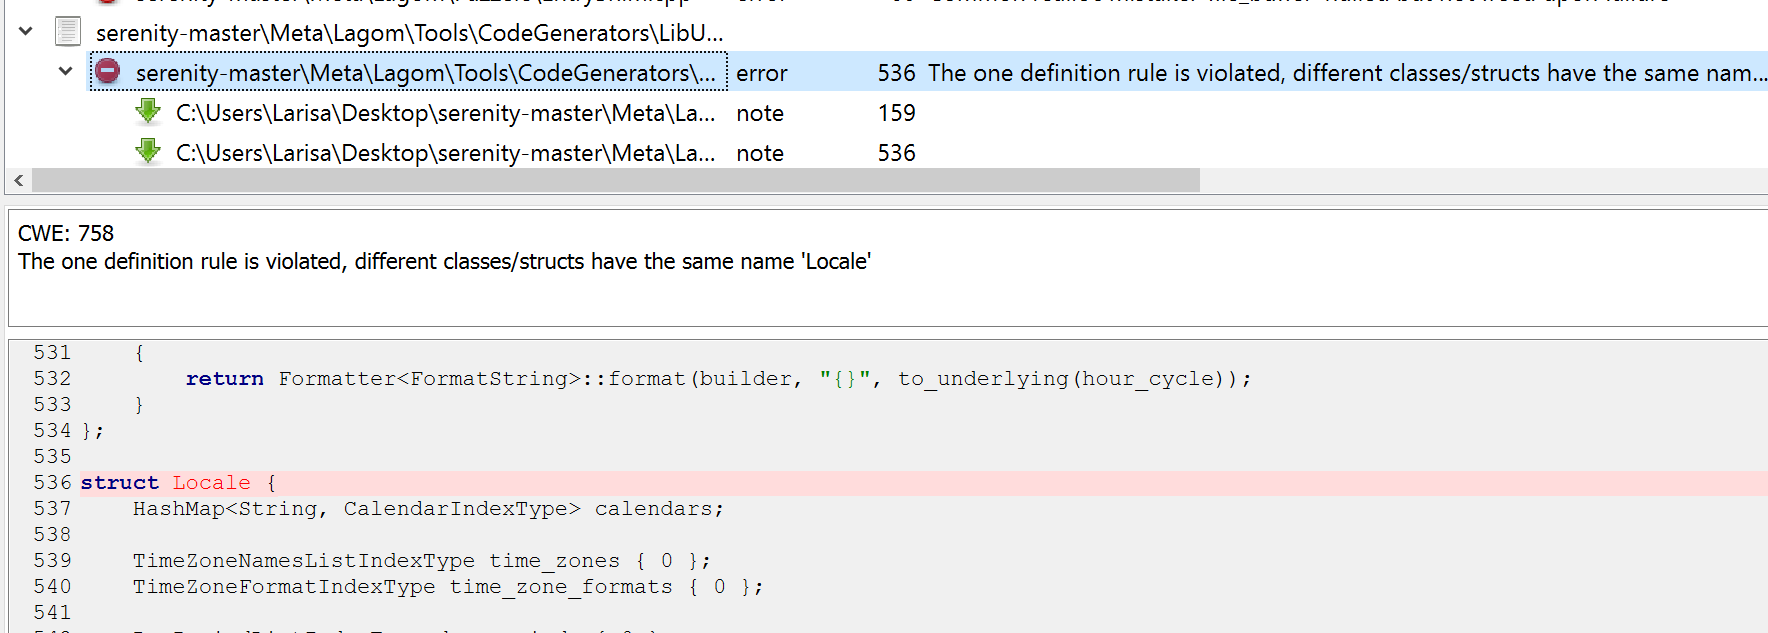 serenity-master\Meta\Lagom\Tools\CodeGenerators\LibU...
serenity-master\Meta\Lagom\Tools\CodeGenerators\... error 536 The one definition rule is violated, different classes/structs have the same nam...
C:\Users\Larisa\Desktop\serenity-master\Meta\La... note 159
C:\Users\Larisa\Desktop\serenity-master\Meta\La... note 536
CWE: 758
The one definition rule is violated, different classes/structs have the same name 'Locale'
531 {
532 return Formatter<FormatString>::format(builder, "{}", to_underlying(hour_cycle));
533 }
534 };
535
536 struct Locale {
537 HashMap<String, CalendarIndexType> calendars;
538
539 TimeZoneNamesListIndexType time_zones { 0 };
540 TimeZoneFormatIndexType time_zone_formats { 0 };
541